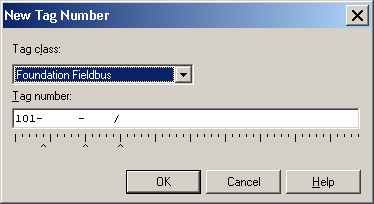 New Tag Number
Tag class:
Foundation Fieldbus
Tag number:
101-      -     /
OK Cancel Help